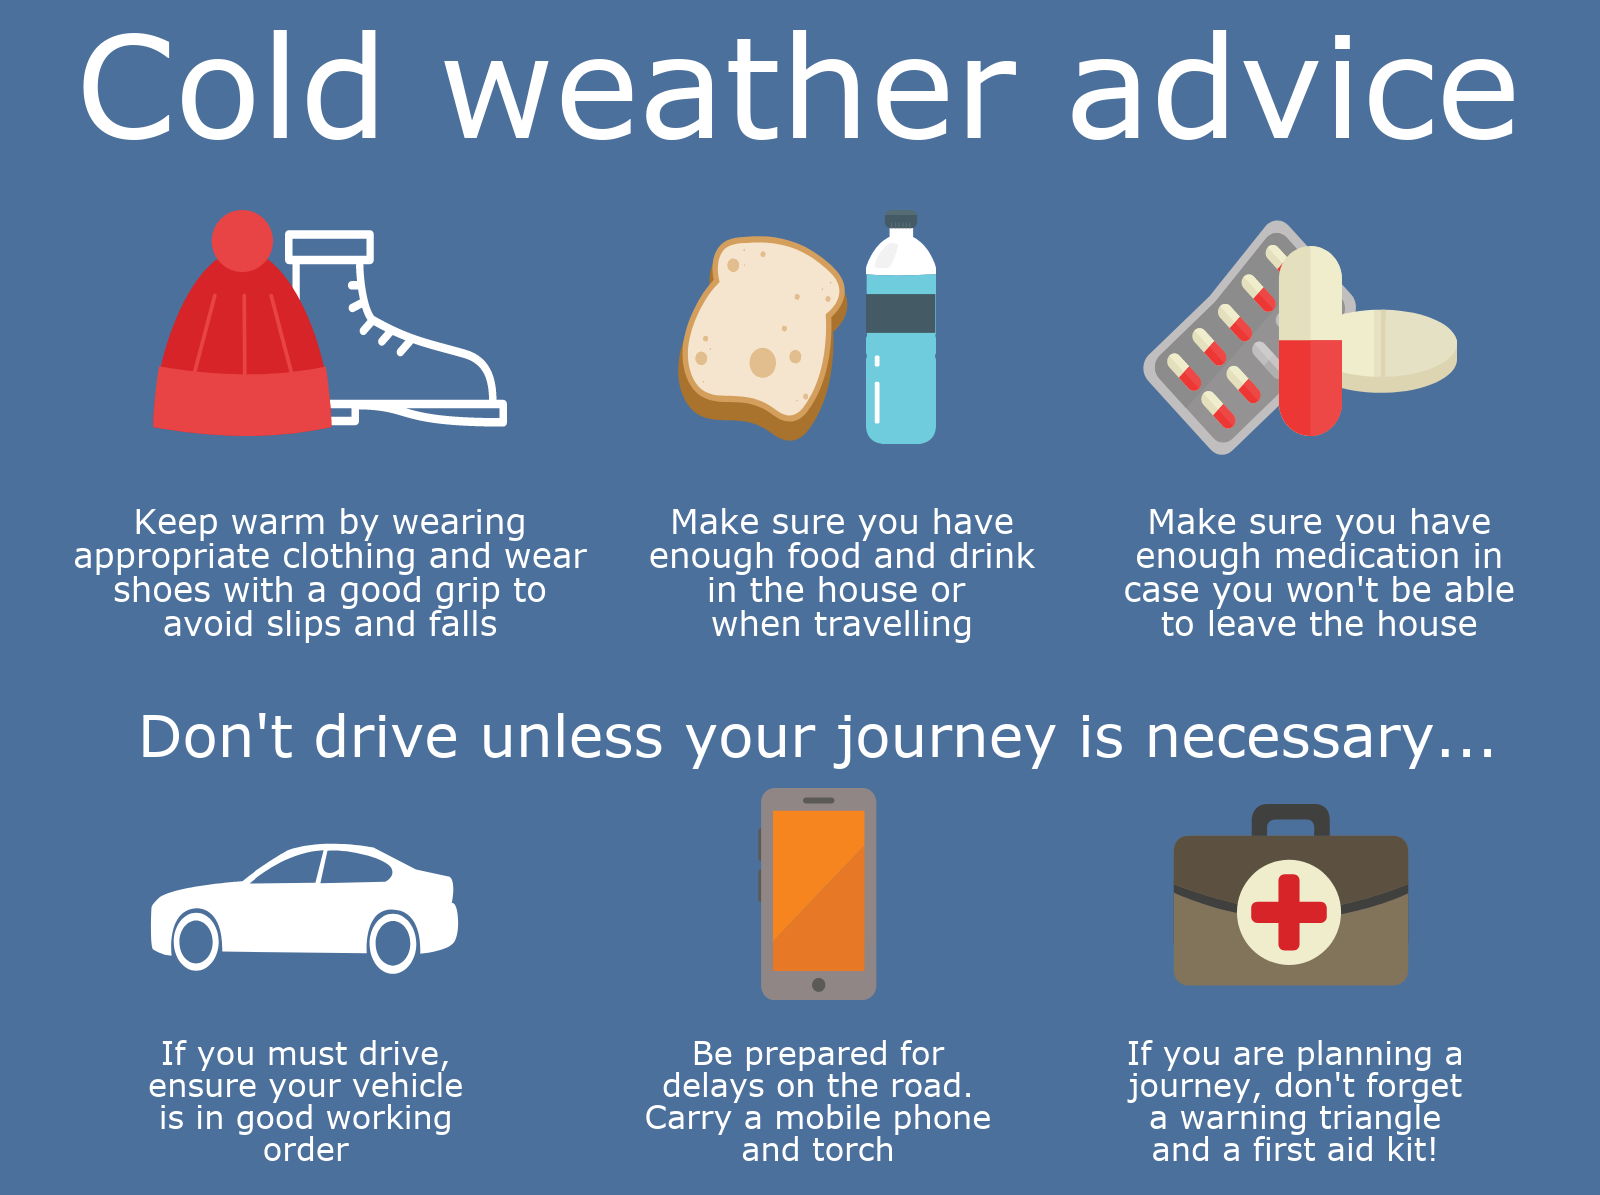 Cold weather advice
Keep warm by wearing
appropriate clothing and wear
shoes with a good grip to
avoid slips and falls
Make sure you have
enough food and drink
in the house or
when travelling
Make sure you have
enough medication in
case you won't be able
to leave the house
Don't drive unless your journey is necessary...
If you must drive,
ensure your vehicle
is in good working
order
Be prepared for
delays on the road.
Carry a mobile phone
and torch
If you are planning a
journey, don't forget
a warning triangle
and a first aid kit!